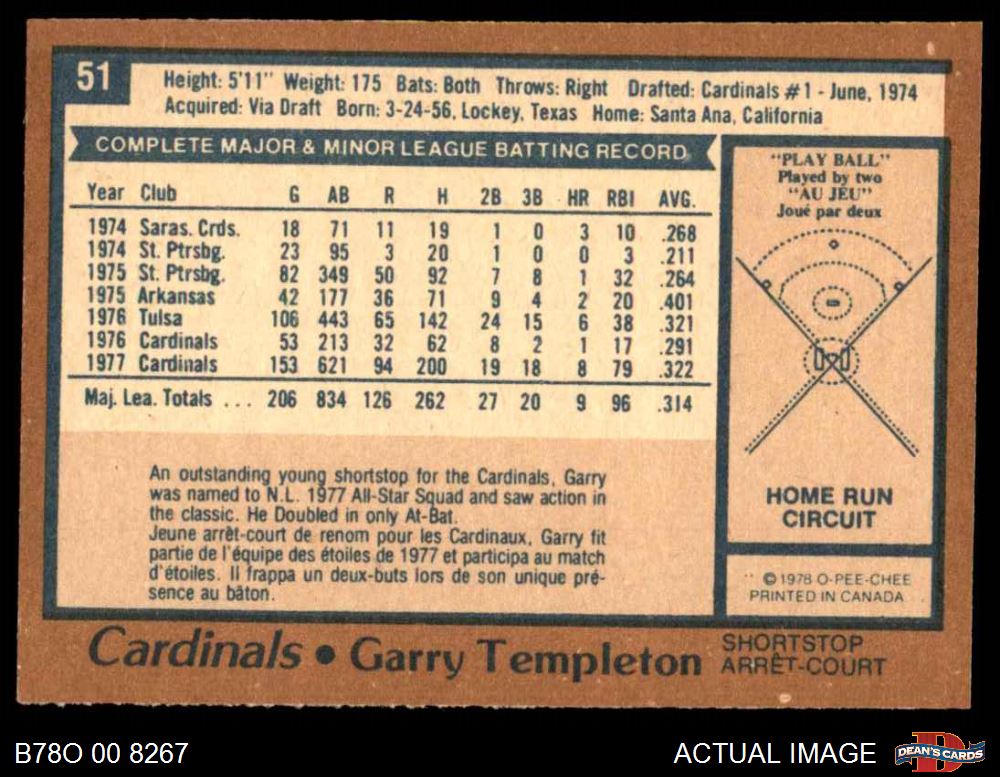 51
Height: 5'11" Weight: 175 Bats: Both Throws: Right Drafted: Cardinals #1 - June, 1974
Acquired: Via Draft Born: 3-24-56, Lockey, Texas Home: Santa Ana, California
COMPLETE MAJOR & MINOR LEAGUE BATTING RECORD
Year Club G AB R H 2B 3B HR RBI AVG.
1974 Saras. Crds. 18 71 11 19 1 0 3 10 .268
1974 St. Ptrsbg. 23 95 3 20 1 0 0 3 .211
1975 St. Ptrsbg. 82 349 50 92 7 8 1 32 .264
1975 Arkansas 42 177 36 71 9 4 2 20 .401
1976 Tulsa 106 443 65 142 24 15 6 38 .321
1976 Cardinals 53 213 32 62 8 2 1 17 .291
1977 Cardinals 153 621 94 200 19 18 8 79 .322
Maj. Lea. Totals ... 206 834 126 262 27 20 9 96 .314
An outstanding young shortstop for the Cardinals, Garry
was named to N.L. 1977 All-Star Squad and saw action in
the classic. He Doubled in only At-Bat.
Jeune arrêt-court de renom pour les Cardinaux, Garry fit
partie de l'équipe des étoiles de 1977 et participa au match
d'étoiles. Il frappa un deux-buts lors de son unique pré-
sence au bâton.
"PLAY BALL"
Played by two
"AU JEU"
Joué par deux
HOME RUN
CIRCUIT
© 1978 O-PEE-CHEE
PRINTED IN CANADA
Cardinals • Garry Templeton
SHORTSTOP
ARRÊT-COURT
B78O 00 8267
ACTUAL IMAGE
DEAN'S CARDS